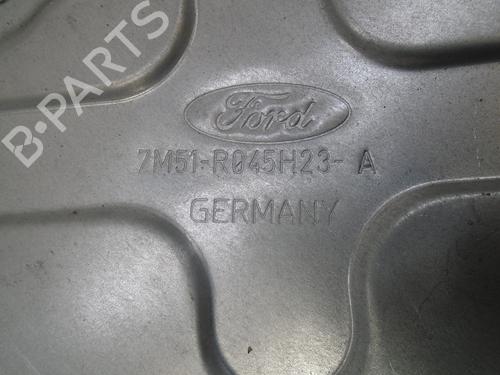 B-PARTS
Ford
7M51-R045H23- A
GERMANY